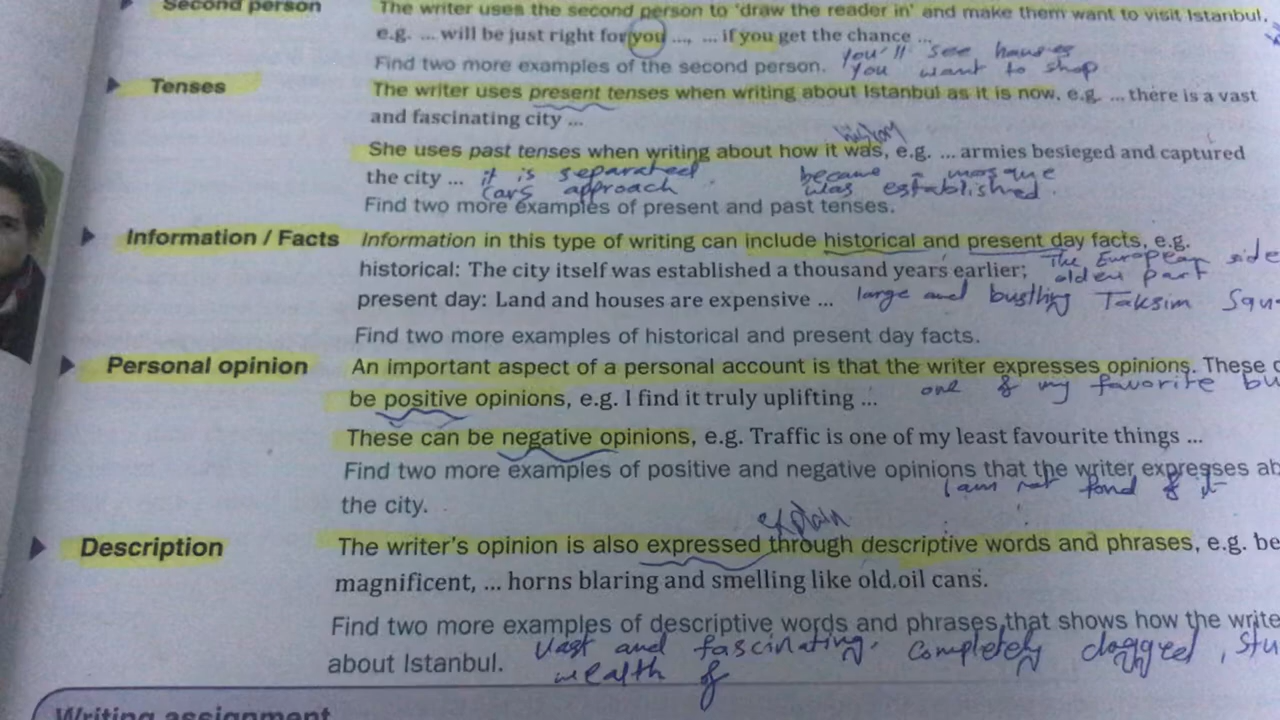 Second person The writer uses the second person to 'draw the reader in' and make them want to visit Istanbul,
e.g. ... will be just right for you ..., ... if you get the chance ...
you'll see houses
Find two more examples of the second person. you want to shop
Tenses The writer uses present tenses when writing about Istanbul as it is now, e.g. ... there is a vast
and fascinating city ...
history
She uses past tenses when writing about how it was, e.g. ... armies besieged and captured
the city ... it is separated became a mosque
cars approach was established.
Find two more examples of present and past tenses.
Information / Facts Information in this type of writing can include historical and present day facts, e.g.
The European side
historical: The city itself was established a thousand years earlier; older part
present day: Land and houses are expensive ... large and bustling Taksim Squ
Find two more examples of historical and present day facts.
Personal opinion An important aspect of a personal account is that the writer expresses opinions. These
one of my favorite bu
be positive opinions, e.g. I find it truly uplifting ...
These can be negative opinions, e.g. Traffic is one of my least favourite things ...
Find two more examples of positive and negative opinions that the writer expresses ab
I am not fond of it
the city.
explain
Description The writer's opinion is also expressed through descriptive words and phrases, e.g. be
magnificent, ... horns blaring and smelling like old oil cans.
Find two more examples of descriptive words and phrases that shows how the write
about Istanbul. vast and fascinating. completely clogged, stu
wealth of
Writing assignment